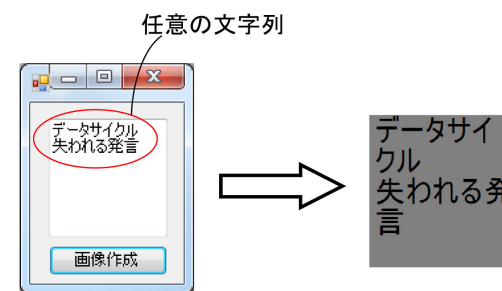 任意の文字列
データサイクル
失われる発言
画像作成
データサイ
クル
失われる発
言